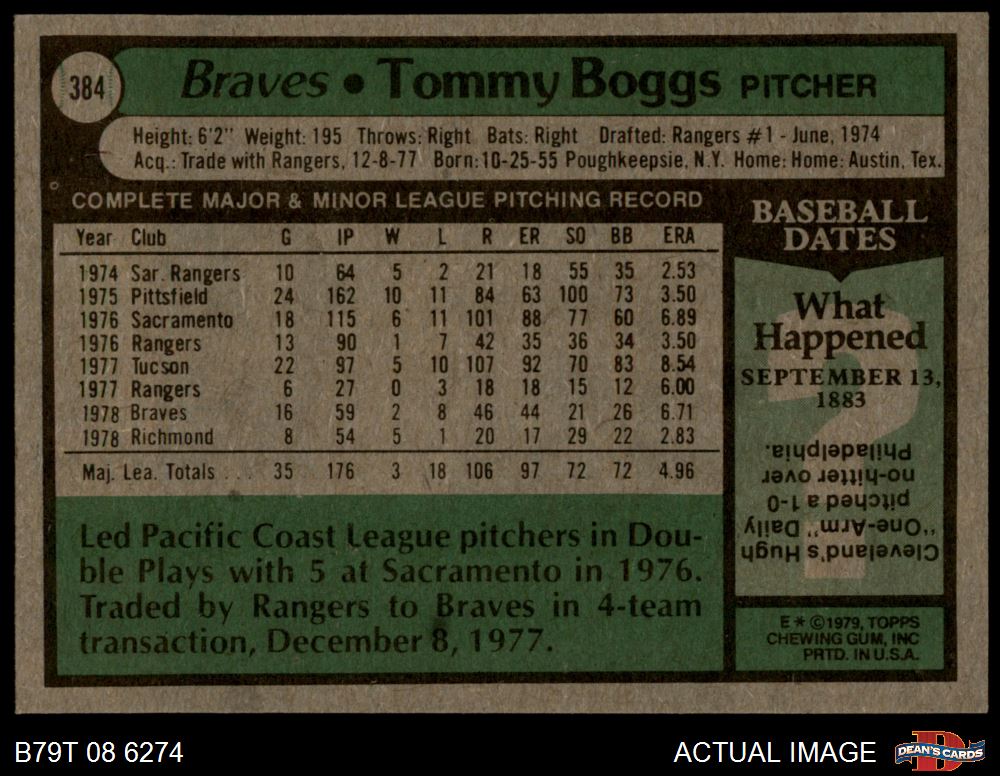 384 Braves • Tommy Boggs PITCHER
Height: 6'2" Weight: 195 Throws: Right Bats: Right Drafted: Rangers #1 - June, 1974
Acq.: Trade with Rangers, 12-8-77 Born: 10-25-55 Poughkeepsie, N.Y. Home: Home: Austin, Tex.
COMPLETE MAJOR & MINOR LEAGUE PITCHING RECORD
Year Club G IP W L R ER SO BB ERA
1974 Sar. Rangers 10 64 5 2 21 18 55 35 2.53
1975 Pittsfield 24 162 10 11 84 63 100 73 3.50
1976 Sacramento 18 115 6 11 101 88 77 60 6.89
1976 Rangers 13 90 1 7 42 35 36 34 3.50
1977 Tucson 22 97 5 10 107 92 70 83 8.54
1977 Rangers 6 27 0 3 18 18 15 12 6.00
1978 Braves 16 59 2 8 46 44 21 26 6.71
1978 Richmond 8 54 5 1 20 17 29 22 2.83
Maj. Lea. Totals . . . 35 176 3 18 106 97 72 72 4.96
Led Pacific Coast League pitchers in Dou-
ble Plays with 5 at Sacramento in 1976.
Traded by Rangers to Braves in 4-team
transaction, December 8, 1977.
BASEBALL
DATES
What
Happened
SEPTEMBER 13,
1883
Cleveland's Hugh
"One-Arm" Daily
pitched a 1-0
no-hitter over
Philadelphia.
E * ©1979, TOPPS
CHEWING GUM, INC
PRTD. IN U.S.A.
B79T 08 6274
ACTUAL IMAGE
DEAN'S CARDS